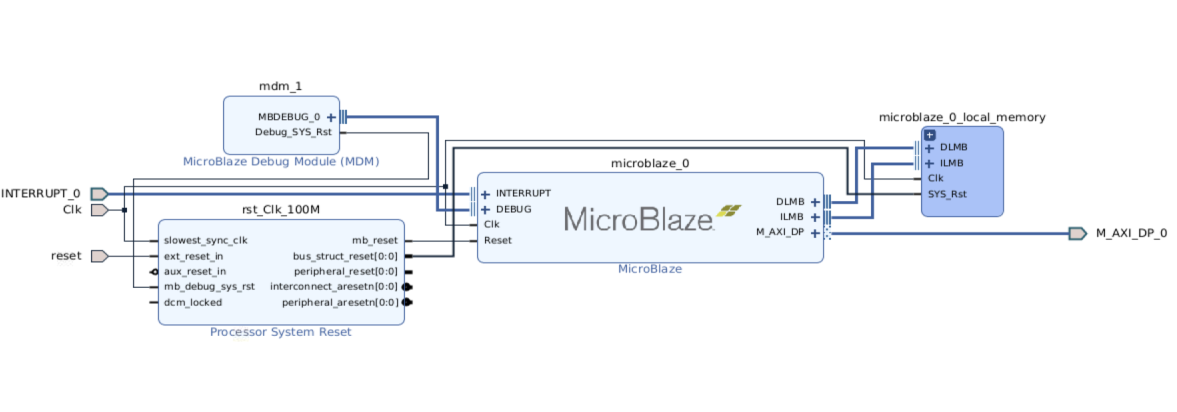 mdm_1
MBDEBUG_0
Debug_SYS_Rst
MicroBlaze Debug Module (MDM)
microblaze_0_local_memory
DLMB
ILMB
Clk
SYS_Rst
INTERRUPT_0
Clk
reset
rst_Clk_100M
slowest_sync_clk
ext_reset_in
aux_reset_in
mb_debug_sys_rst
dcm_locked
mb_reset
bus_struct_reset[0:0]
peripheral_reset[0:0]
interconnect_aresetn[0:0]
peripheral_aresetn[0:0]
Processor System Reset
microblaze_0
INTERRUPT
DEBUG
Clk
Reset
MicroBlaze
DLMB
ILMB
M_AXI_DP
MicroBlaze
M_AXI_DP_0